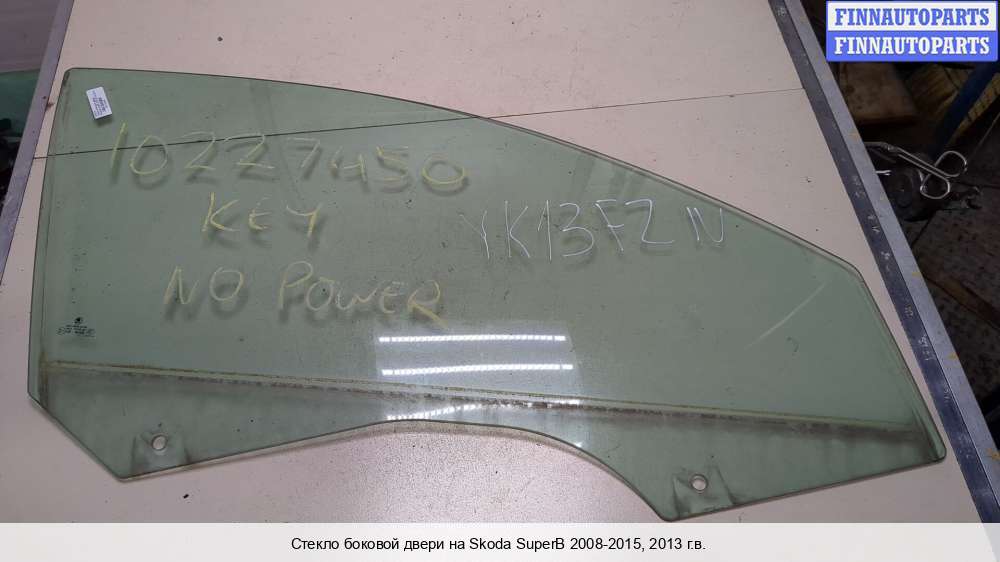 FINNAUTOPARTS
FINNAUTOPARTS
10227450
KEY
YK13FZN
NO POWER
Стекло боковой двери на Skoda SuperB 2008-2015, 2013 г.в.